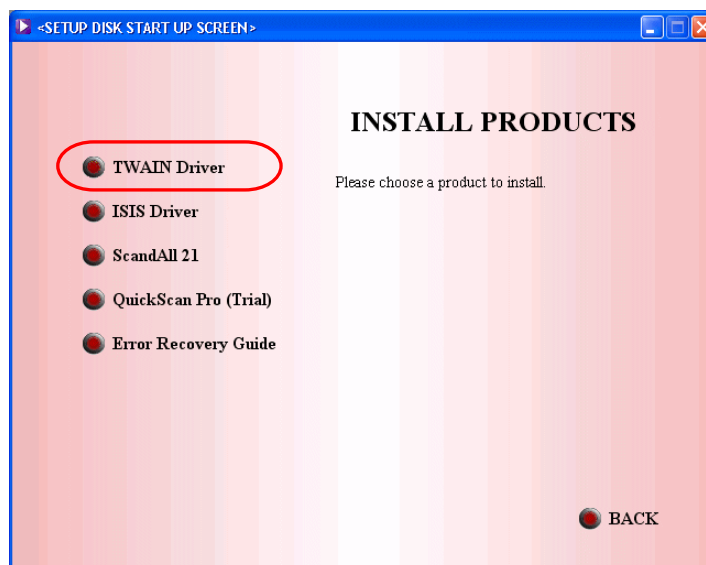 <SETUP DISK START UP SCREEN>
INSTALL PRODUCTS
Please choose a product to install.
TWAIN Driver
ISIS Driver
ScandAll 21
QuickScan Pro (Trial)
Error Recovery Guide
BACK